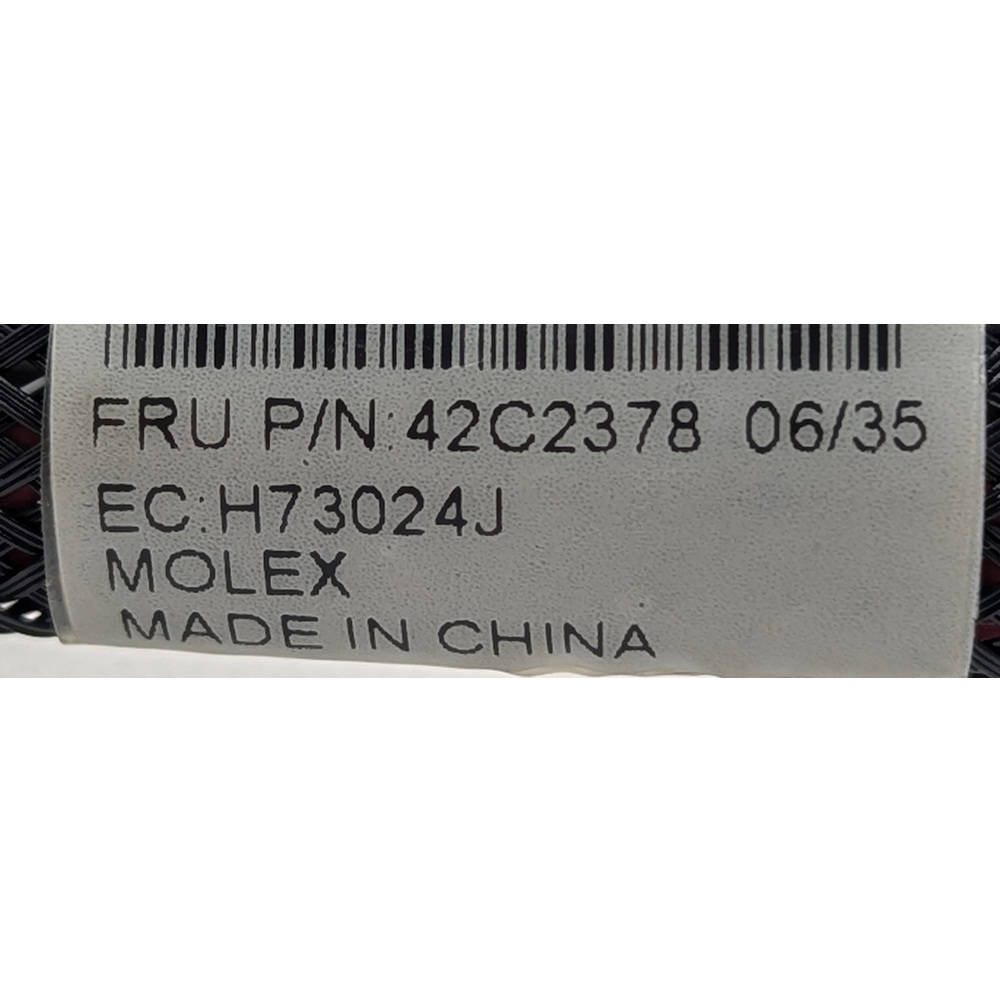 FRU P/N:42C2378 06/35
EC:H73024J
MOLEX
MADE IN CHINA